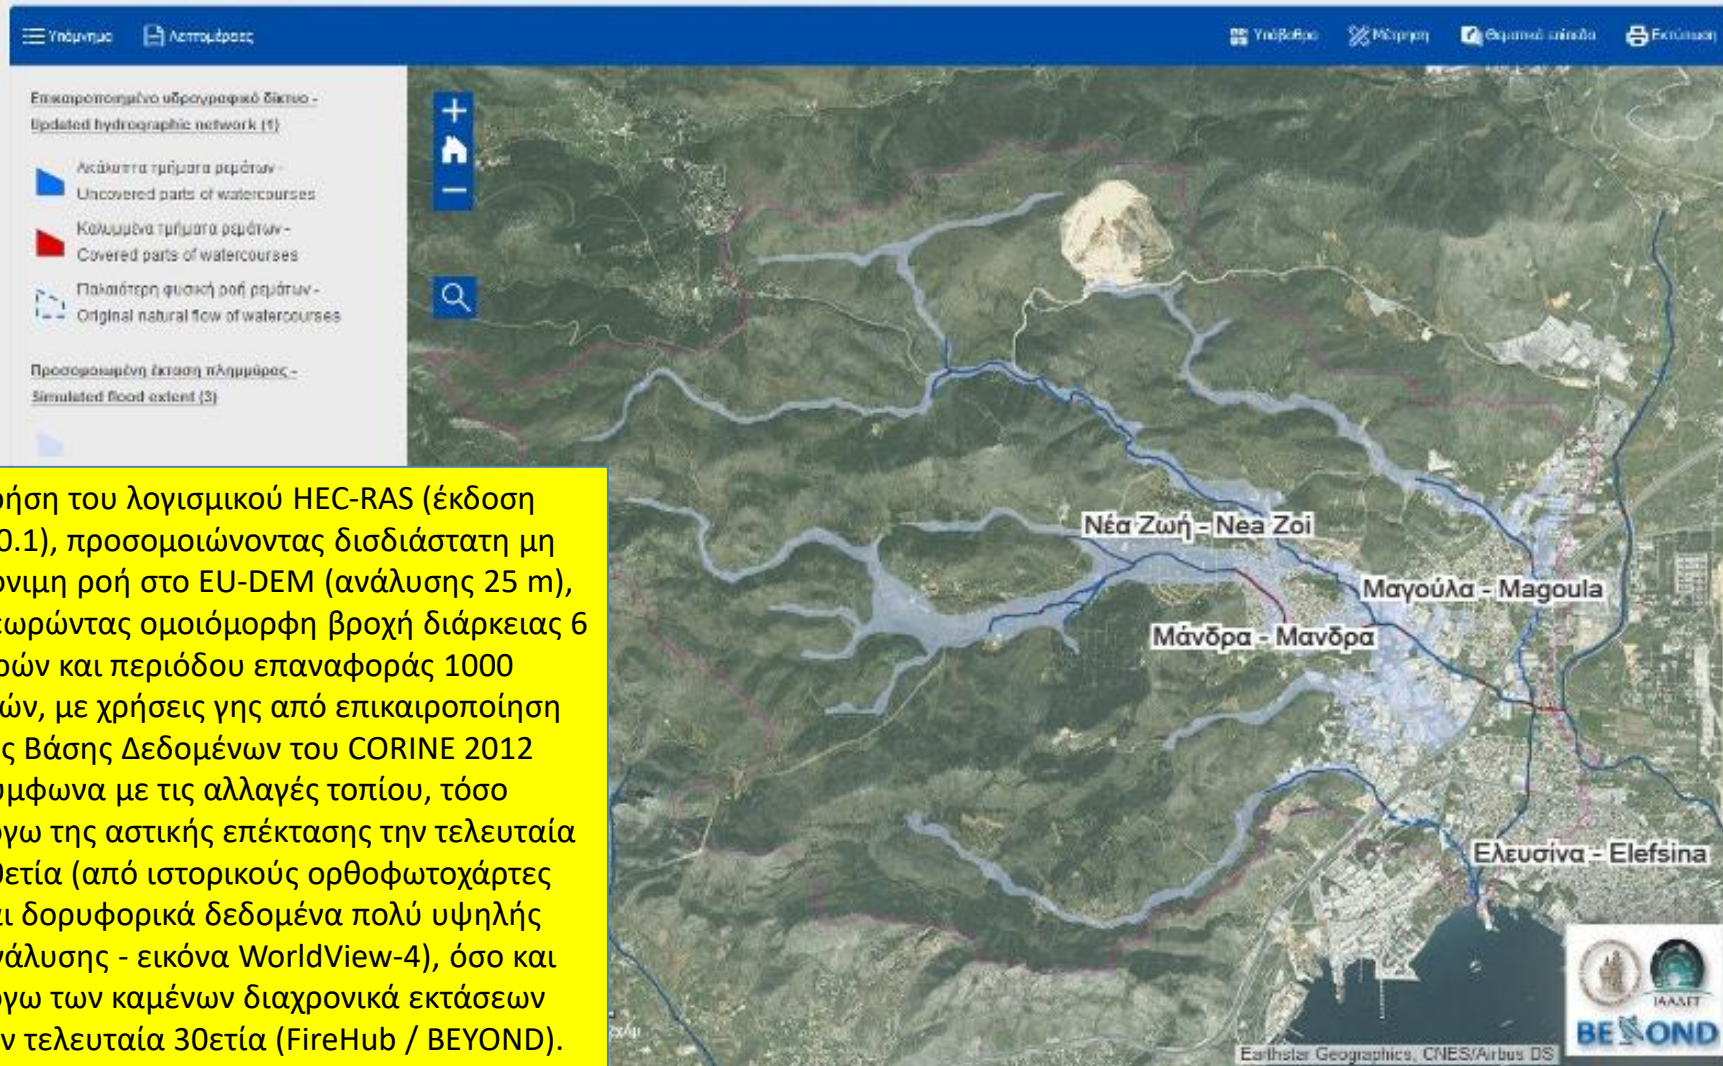 Υπόμνημα
Λεπτομέρειες
Υπόβαθρο
Μέτρηση
Θεματικά επίπεδα
Εκτύπωση
Επικαιροποιημένο υδρογραφικό δίκτυο -
Updated hydrographic network (1)
Ακάλυπτα τμήματα ρεμάτων -
Uncovered parts of watercourses
Καλυμμένα τμήματα ρεμάτων -
Covered parts of watercourses
Παλαιότερη φυσική ροή ρεμάτων -
Original natural flow of watercourses
Προσομοιωμένη έκταση πλημμύρας -
Simulated flood extent (3)
ρήση του λογισμικού HEC-RAS (έκδοση
0.1), προσομοιώνοντας δισδιάστατη μη
όνιμη ροή στο EU-DEM (ανάλυσης 25 m),
εωρώντας ομοιόμορφη βροχή διάρκειας 6
ρών και περιόδου επαναφοράς 1000
ών, με χρήσεις γης από επικαιροποίηση
ς Βάσης Δεδομένων του CORINE 2012
ύμφωνα με τις αλλαγές τοπίου, τόσο
όγω της αστικής επέκτασης την τελευταία
θετία (από ιστορικούς ορθοφωτοχάρτες
αι δορυφορικά δεδομένα πολύ υψηλής
νάλυσης - εικόνα WorldView-4), όσο και
όγω των καμένων διαχρονικά εκτάσεων
ν τελευταία 30ετία (FireHub / BEYOND).
Νέα Ζωή - Nea Zoi
Μαγούλα - Magoula
Μάνδρα - Μανδρα
Ελευσίνα - Elefsina
ΙΑΑΔΕΤ
BEYOND
Earthstar Geographics, CNES/Airbus DS